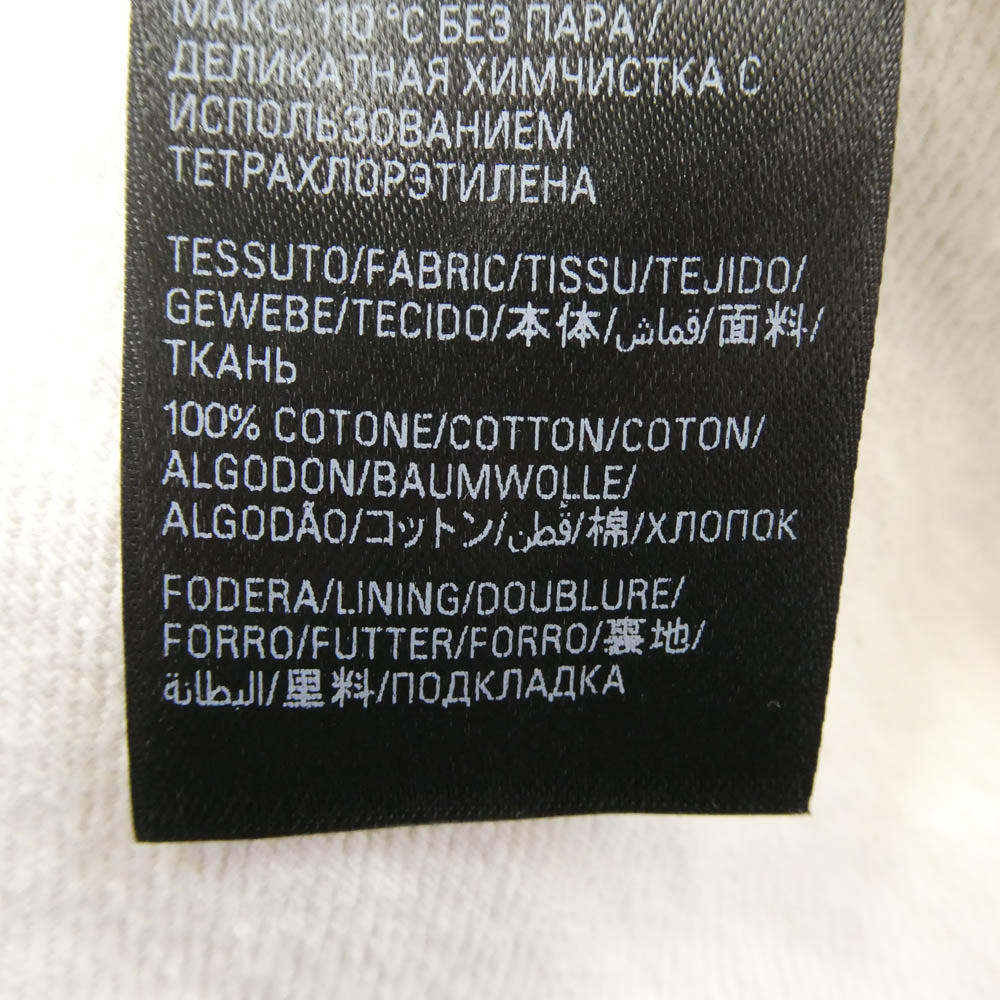 МАКС. 110 °C БЕЗ ПАРА /
ДЕЛИКАТНАЯ ХИМЧИСТКА С
ИСПОЛЬЗОВАНИЕМ
ТЕТРАХЛОРЭТИЛЕНА
TESSUTO/FABRIC/TISSU/TEJIDO/
GEWEBE/TECIDO/本体/قماش/面料/
ТКАНЬ
100% COTONE/COTTON/COTON/
ALGODON/BAUMWOLLE/
ALGODÃO/コットン/قُطن/棉/ХЛОПОК
FODERA/LINING/DOUBLURE/
FORRO/FUTTER/FORRO/裏地/
البطانة/里料/ПОДКЛАДКА